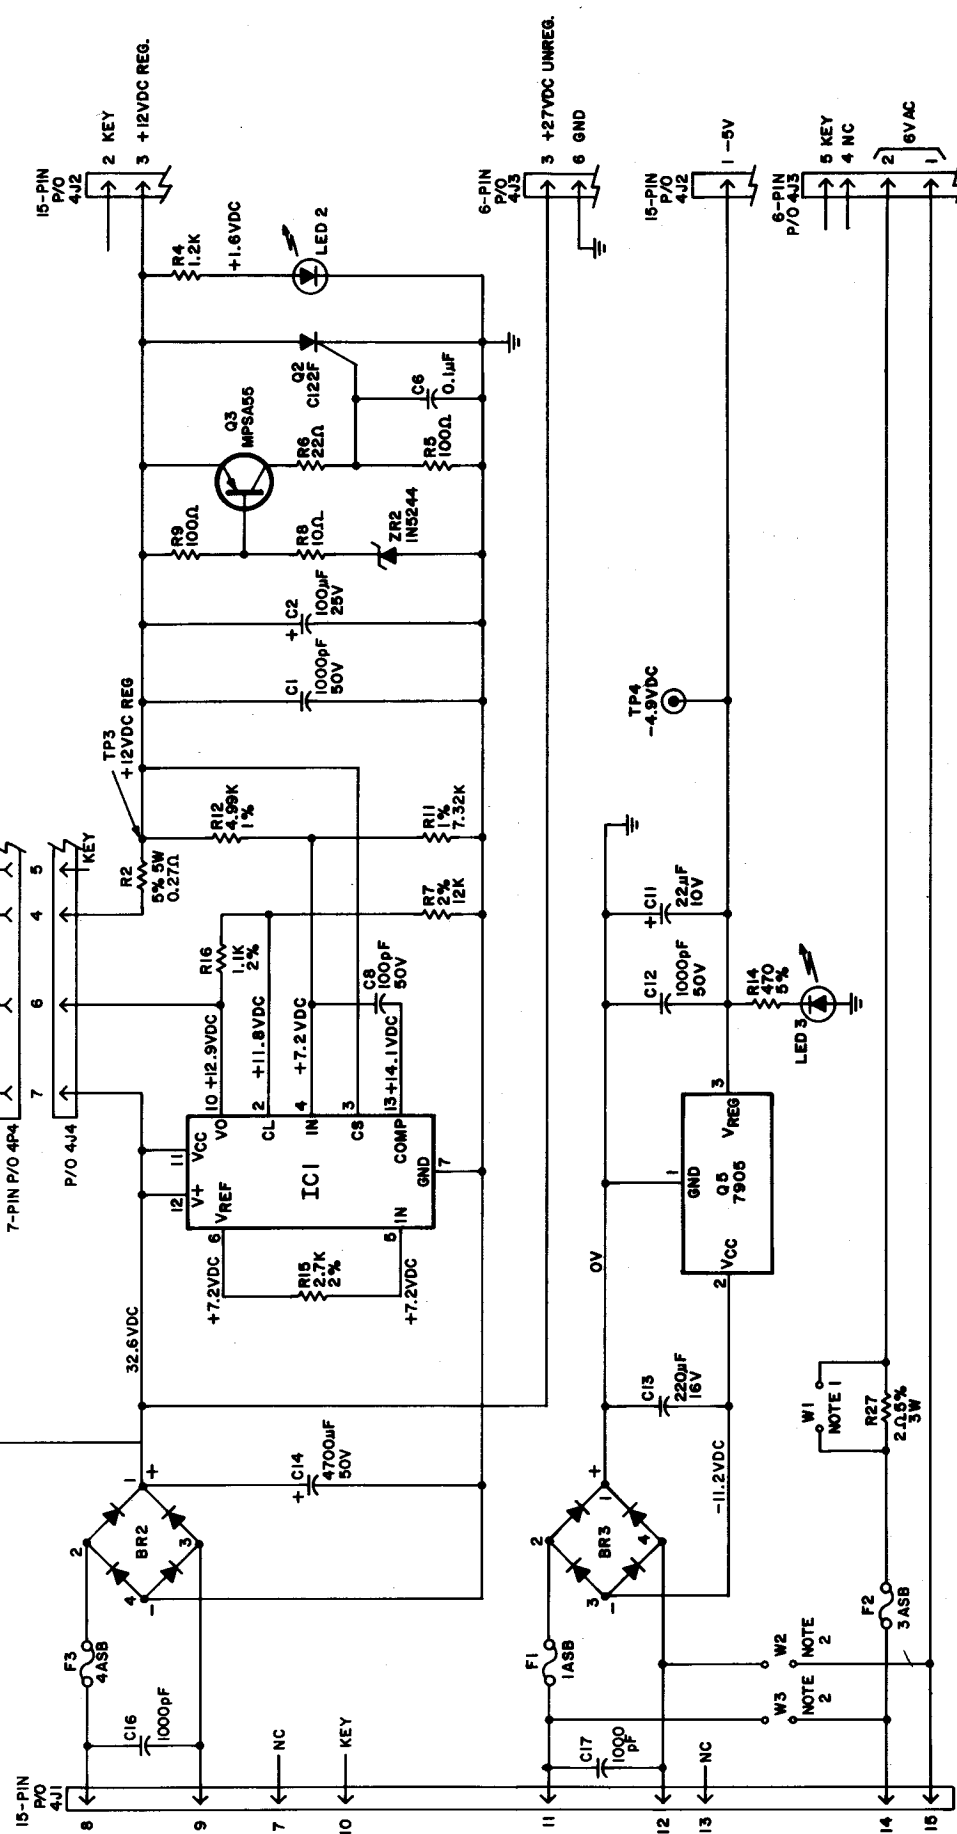 15-PIN
P/O
4J2
2 KEY
3 +12VDC REG.
R4
1.2K
+1.6VDC
LED 2
Q2
C122F
C6
0.1µF
Q3
MPSA55
R6
22Ω
R5
100Ω
R9
100Ω
R8
10Ω
ZR2
1N5244
+
C2
100µF
25V
C1
1000pF
50V
+12VDC REG
TP3
R2
5% 5W
0.27Ω
R12
4.99K
1%
R11
1%
7.32K
R7
2%
12K
R16
1.1K
2%
C8
100pF
50V
KEY
5
4
6
7
7-PIN P/O 4P4
P/O 4J4
10 +12.9VDC
2 +11.8VDC
4 +7.2VDC
3
13 +14.1VDC
11
VCC
12
V+
VO
CL
IN
CS
COMP
GND
7
IC1
VREF
6
IN
5
+7.2VDC
R15
2.7K
2%
+7.2VDC
32.6VDC
+
C14
4700µF
50V
1
+
2
BR2
3
4
-
F3
4ASB
C16
1000pF
15-PIN
P/O
4J1
8
9
7
NC
10
KEY
6-PIN
P/O
4J3
3 +27VDC UNREG.
6 GND
15-PIN
P/O
4J2
1 -5V
TP4
-4.9VDC
+
C11
22µF
10V
C12
1000pF
50V
R14
470
5%
LED 3
3
VREG
1
GND
Q5
7905
VCC
2
0V
C13
220µF
16V
-11.2VDC
+
1
2
BR3
4
3
-
F1
1ASB
C17
1000
pF
11
12
13
NC
6-PIN
P/O 4J3
5 KEY
4 NC
2
6VAC
1
W1
NOTE 1
R27
2Ω 5%
3W
F2
3 ASB
W2
NOTE
2
W3
NOTE
2
14
15